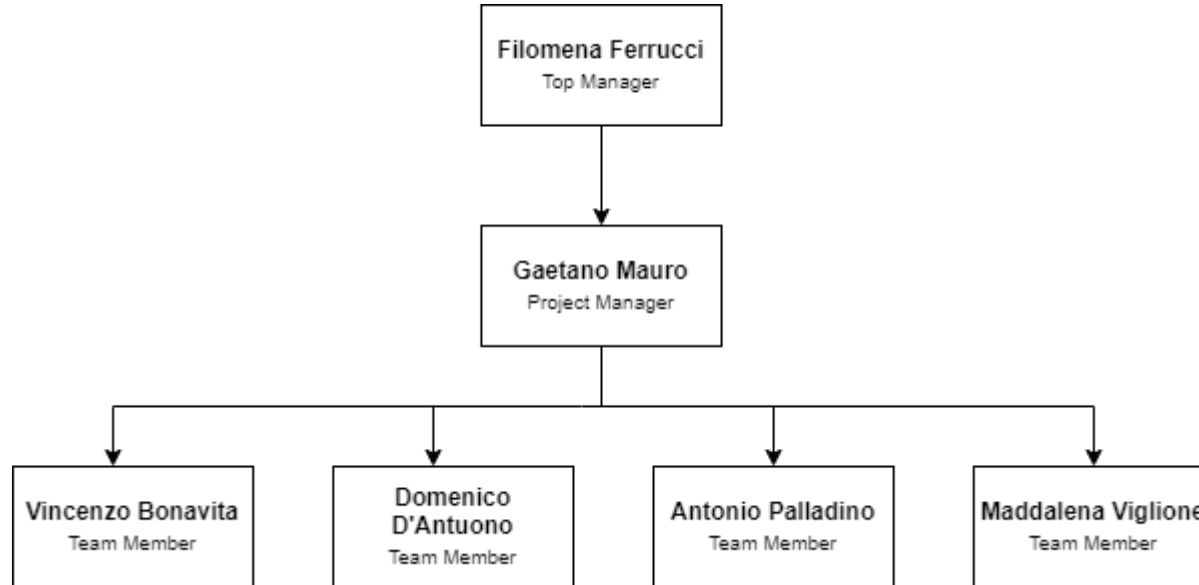 Filomena Ferrucci
Top Manager
Gaetano Mauro
Project Manager
Vincenzo Bonavita
Team Member
Domenico
D'Antuono
Team Member
Antonio Palladino
Team Member
Maddalena Viglione
Team Member